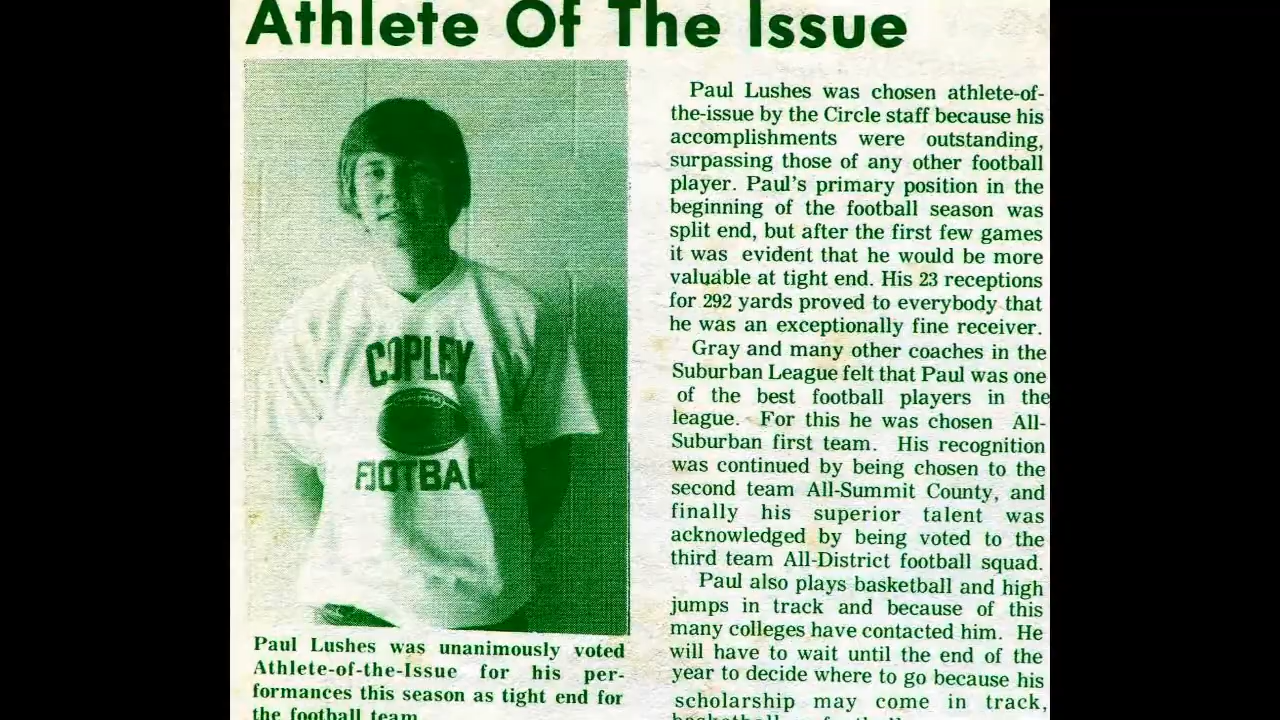 Athlete Of The Issue
COPLEY
FOOTBAL
Paul Lushes was unanimously voted
Athlete-of-the-Issue for his per-
formances this season as tight end for
the football team
Paul Lushes was chosen athlete-of-
the-issue by the Circle staff because his
accomplishments were outstanding,
surpassing those of any other football
player. Paul's primary position in the
beginning of the football season was
split end, but after the first few games
it was evident that he would be more
valuable at tight end. His 23 receptions
for 292 yards proved to everybody that
he was an exceptionally fine receiver.
Gray and many other coaches in the
Suburban League felt that Paul was one
of the best football players in the
league. For this he was chosen All-
Suburban first team. His recognition
was continued by being chosen to the
second team All-Summit County, and
finally his superior talent was
acknowledged by being voted to the
third team All-District football squad.
Paul also plays basketball and high
jumps in track and because of this
many colleges have contacted him. He
will have to wait until the end of the
year to decide where to go because his
scholarship may come in track,